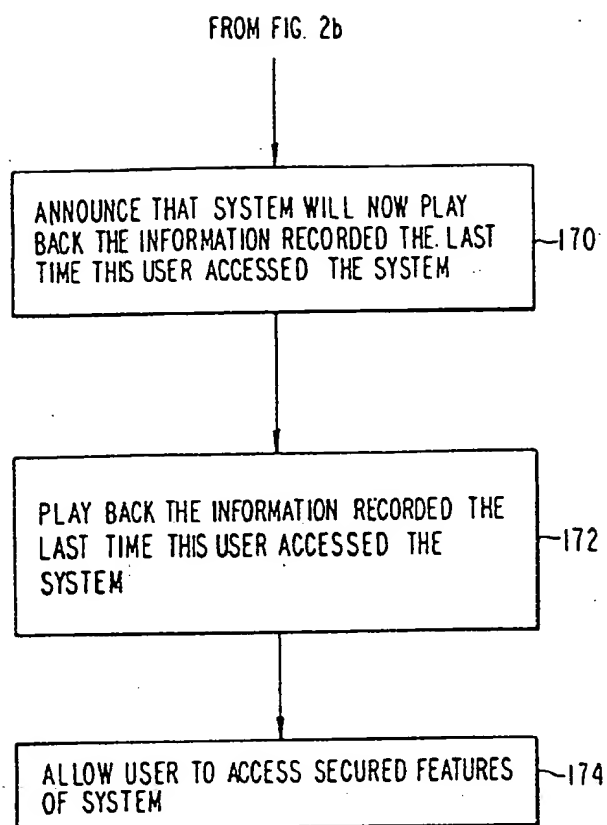 FROM FIG. 2b
ANNOUNCE THAT SYSTEM WILL NOW PLAY
BACK THE INFORMATION RECORDED THE. LAST
TIME THIS USER ACCESSED THE SYSTEM
170
PLAY BACK THE INFORMATION RECORDED THE
LAST TIME THIS USER ACCESSED THE
SYSTEM
172
ALLOW USER TO ACCESS SECURED FEATURES
OF SYSTEM
174